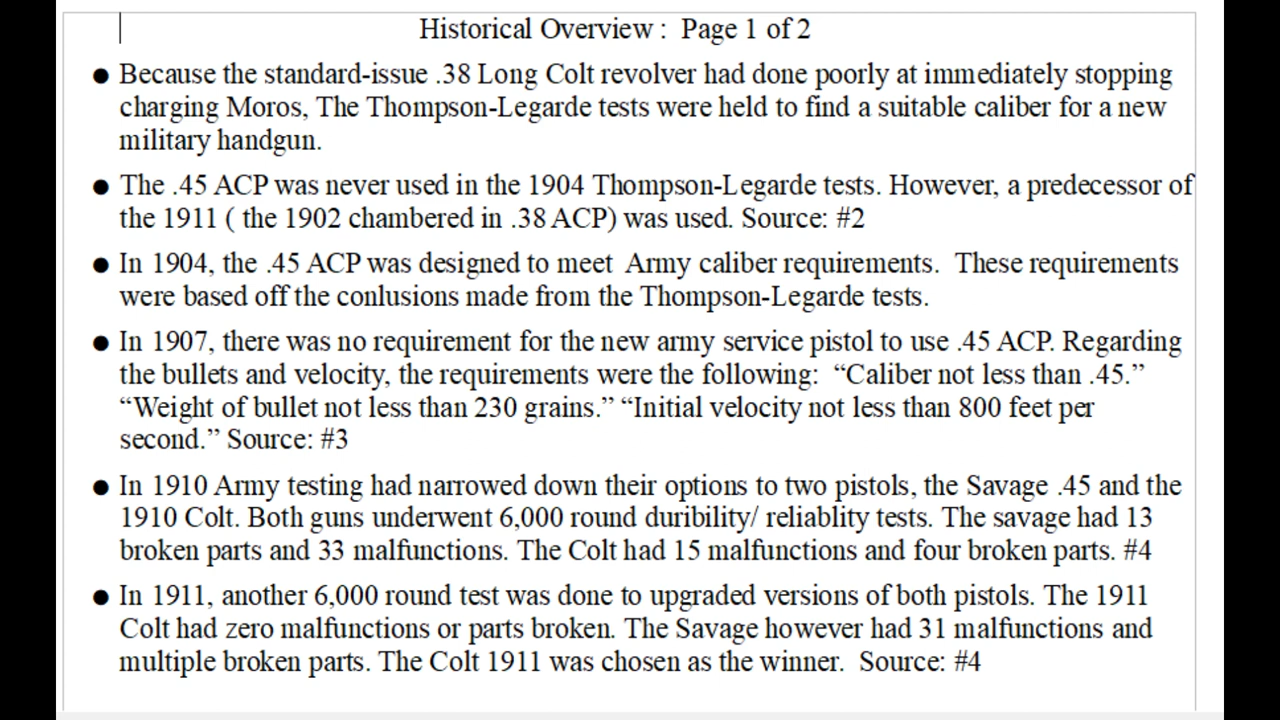 Historical Overview :  Page 1 of 2
● Because the standard-issue .38 Long Colt revolver had done poorly at immediately stopping
charging Moros, The Thompson-Legarde tests were held to find a suitable caliber for a new
military handgun.
● The .45 ACP was never used in the 1904 Thompson-Legarde tests. However, a predecessor of
the 1911 ( the 1902 chambered in .38 ACP) was used. Source: #2
● In 1904, the .45 ACP was designed to meet  Army caliber requirements.  These requirements
were based off the conlusions made from the Thompson-Legarde tests.
● In 1907, there was no requirement for the new army service pistol to use .45 ACP. Regarding
the bullets and velocity, the requirements were the following:  “Caliber not less than .45.”
“Weight of bullet not less than 230 grains.” “Initial velocity not less than 800 feet per
second.” Source: #3
● In 1910 Army testing had narrowed down their options to two pistols, the Savage .45 and the
1910 Colt. Both guns underwent 6,000 round duribility/ reliablity tests. The savage had 13
broken parts and 33 malfunctions. The Colt had 15 malfunctions and four broken parts. #4
● In 1911, another 6,000 round test was done to upgraded versions of both pistols. The 1911
Colt had zero malfunctions or parts broken. The Savage however had 31 malfunctions and
multiple broken parts. The Colt 1911 was chosen as the winner.  Source: #4